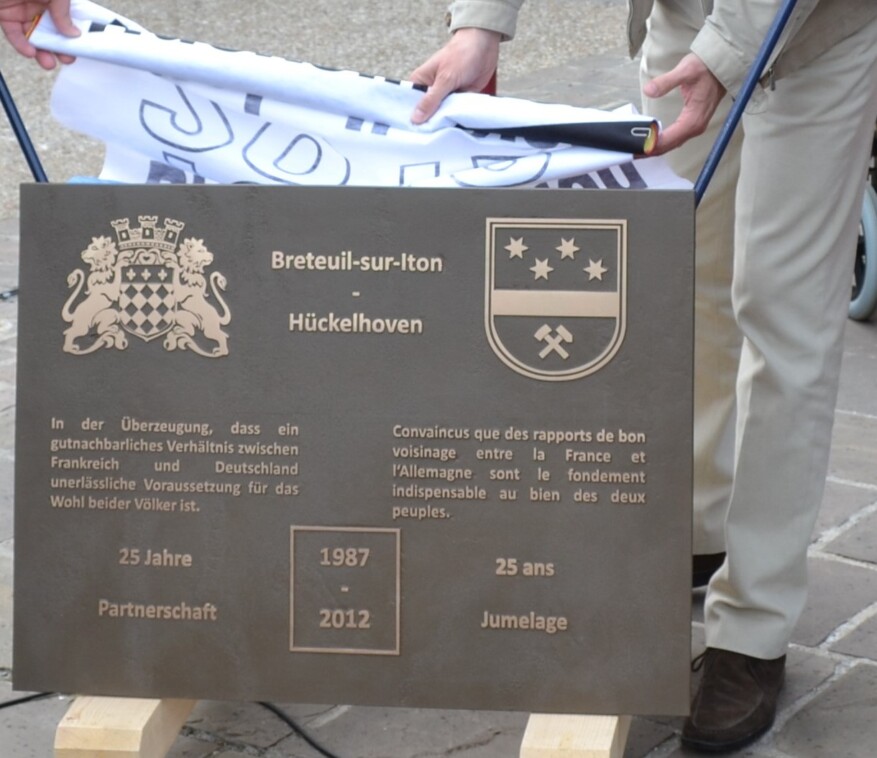 Breteuil-sur-Iton
-
Hückelhoven
In der Überzeugung, dass ein
gutnachbarliches Verhältnis zwischen
Frankreich und Deutschland
unerlässliche Voraussetzung für das
Wohl beider Völker ist.
Convaincus que des rapports de bon
voisinage entre la France et
l'Allemagne sont le fondement
indispensable au bien des deux
peuples.
25 Jahre
Partnerschaft
1987
-
2012
25 ans
Jumelage